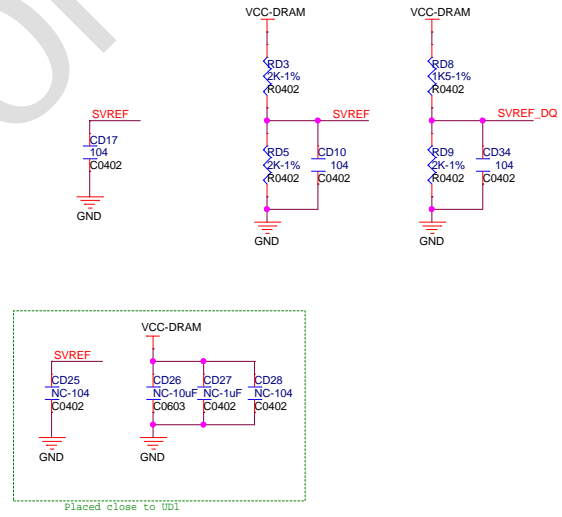 VCC-DRAM
VCC-DRAM
RD3
2K-1%
R0402
RD8
1K5-1%
R0402
SVREF
SVREF
SVREF_DQ
CD17
104
C0402
RD5
2K-1%
R0402
CD10
104
C0402
RD9
2K-1%
R0402
CD34
104
C0402
GND
GND
GND
VCC-DRAM
SVREF
CD25
NC-104
C0402
CD26
NC-10uF
C0603
CD27
NC-1uF
C0402
CD28
NC-104
C0402
GND
GND
Placed close to UD1